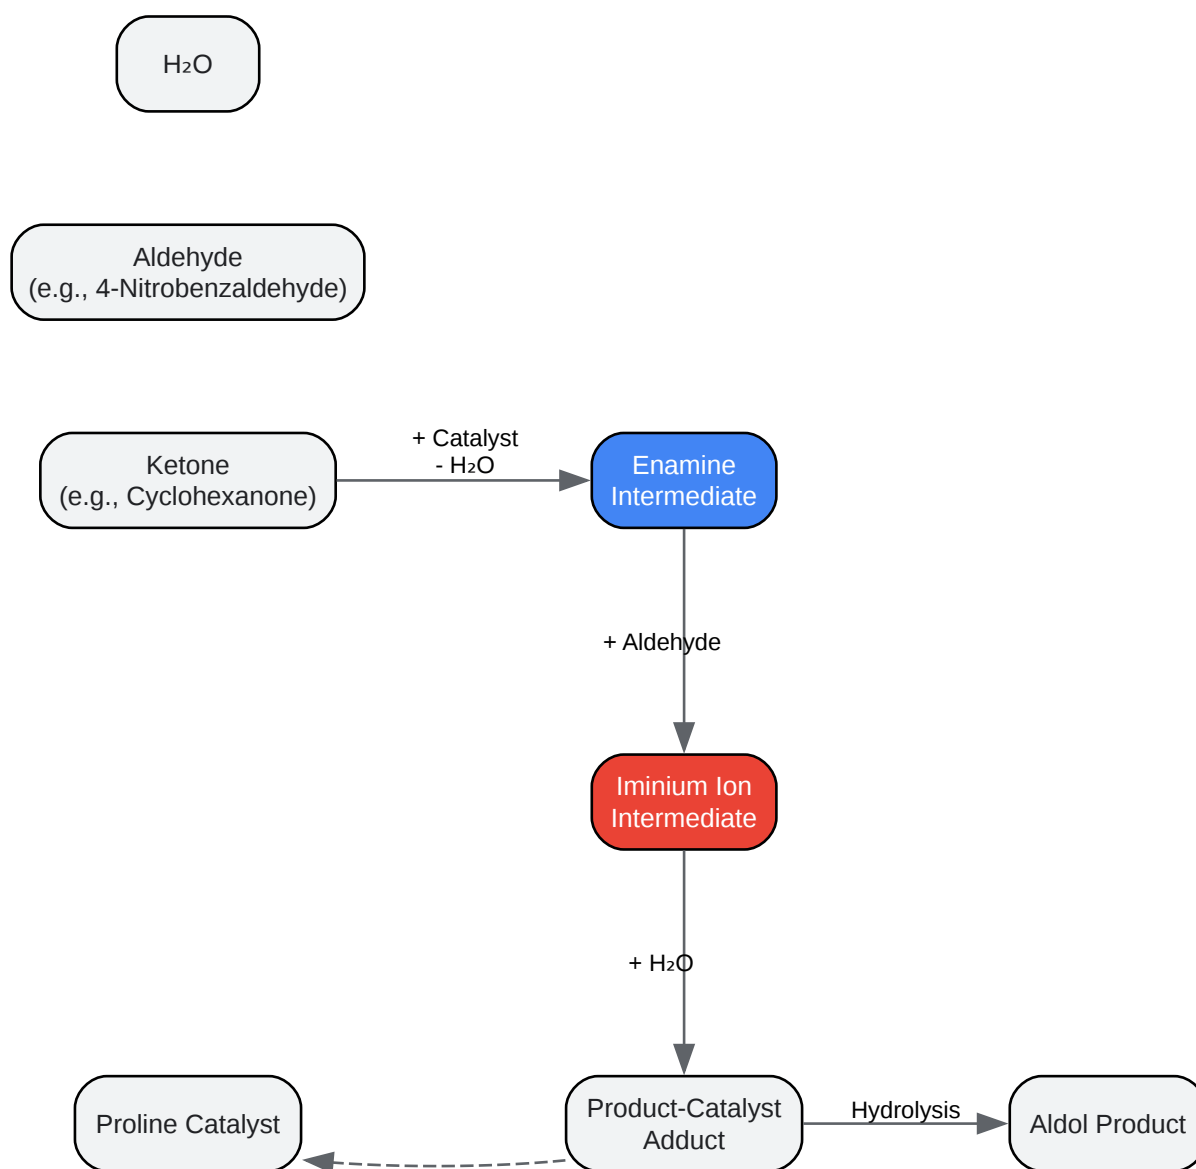 H₂O
Aldehyde
(e.g., 4-Nitrobenzaldehyde)
Ketone
(e.g., Cyclohexanone)
+ Catalyst
- H₂O
Enamine
Intermediate
+ Aldehyde
Iminium Ion
Intermediate
+ H₂O
Proline Catalyst
Product-Catalyst
Adduct
Hydrolysis
Aldol Product